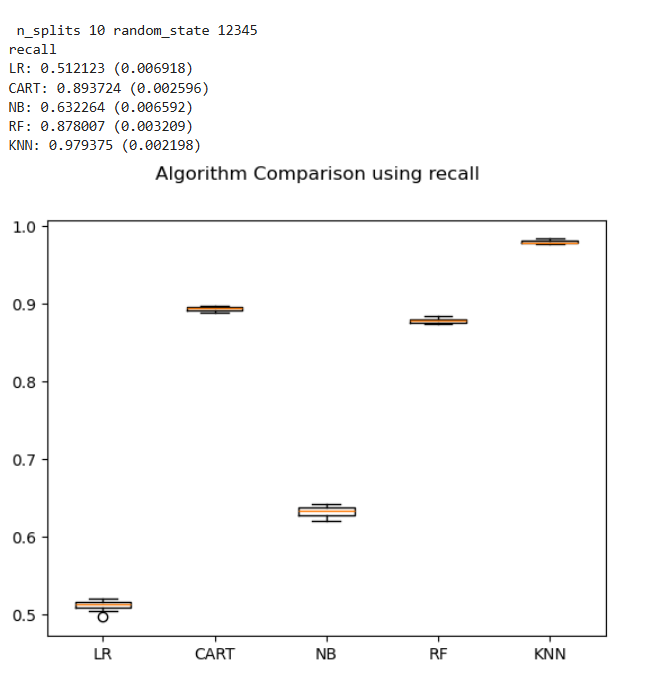 n_splits 10 random_state 12345
recall
LR: 0.512123 (0.006918)
CART: 0.893724 (0.002596)
NB: 0.632264 (0.006592)
RF: 0.878007 (0.003209)
KNN: 0.979375 (0.002198)
Algorithm Comparison using recall
1.0
0.9
0.8
0.7
0.6
0.5
LR CART NB RF KNN